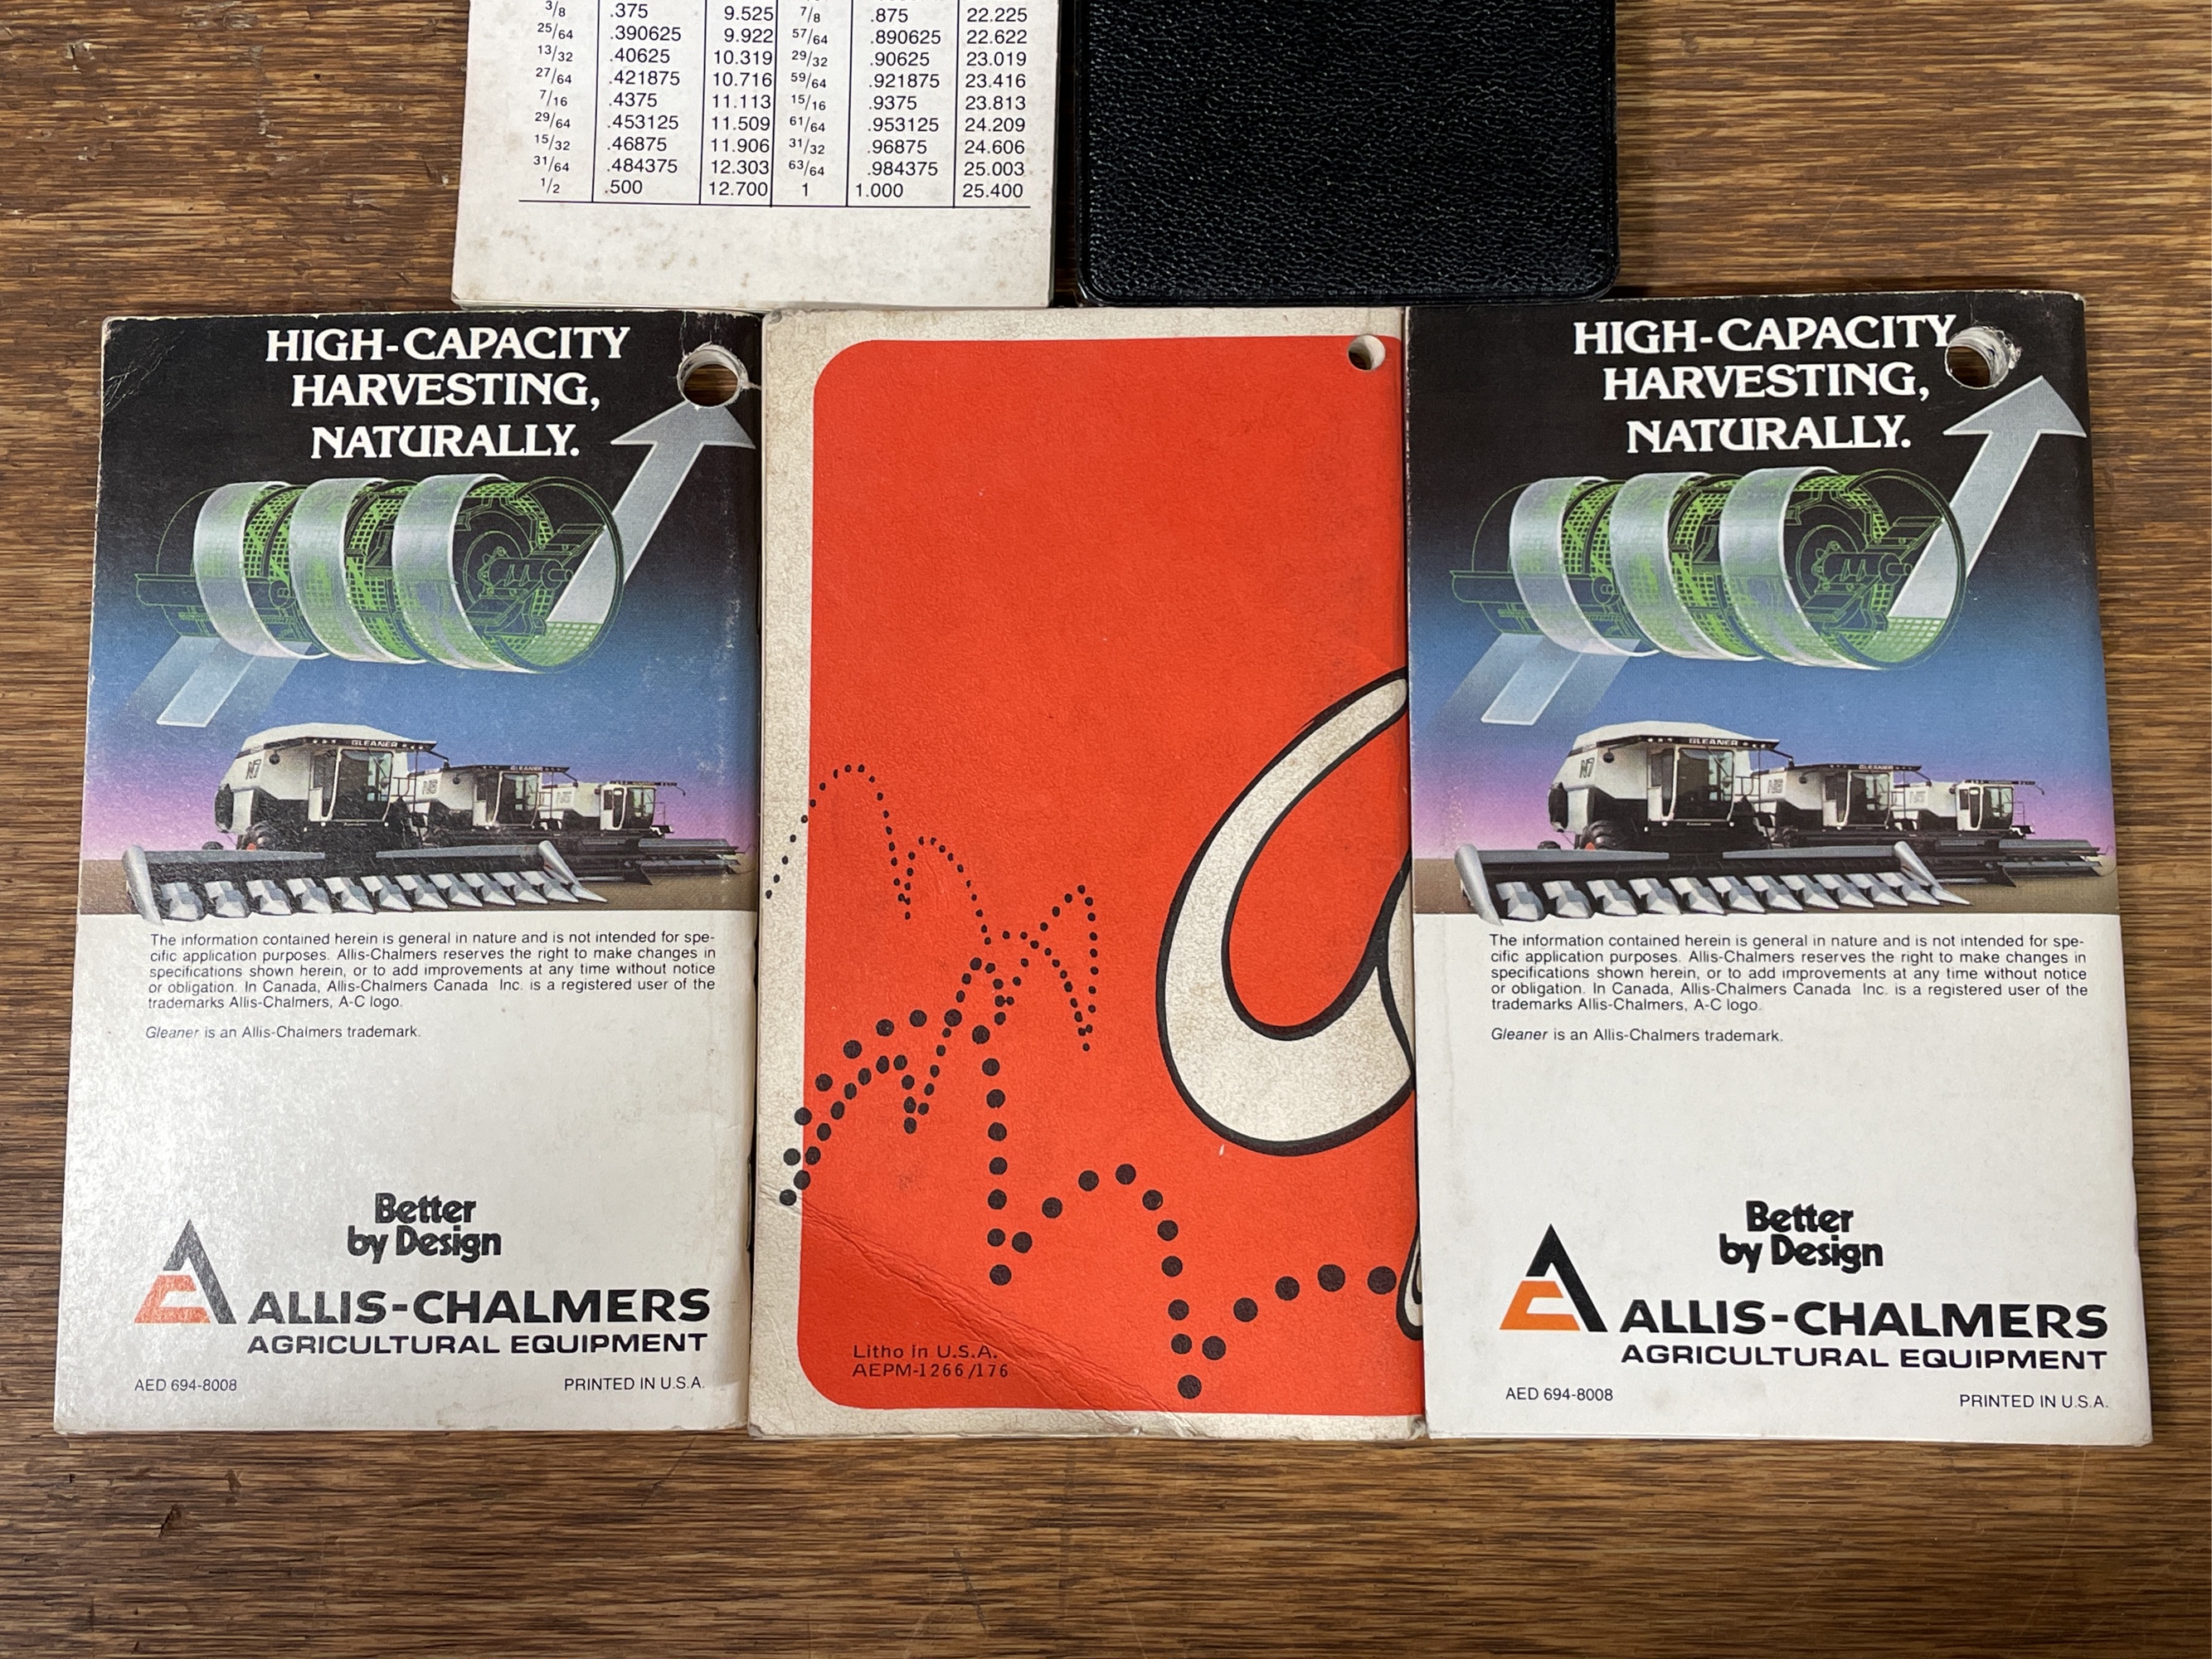 3/8 .375 9.525 7/8 .875 22.225
25/64 .390625 9.922 57/64 .890625 22.622
13/32 .40625 10.319 29/32 .90625 23.019
27/64 .421875 10.716 59/64 .921875 23.416
7/16 .4375 11.113 15/16 .9375 23.813
29/64 .453125 11.509 61/64 .953125 24.209
15/32 .46875 11.906 31/32 .96875 24.606
31/64 .484375 12.303 63/64 .984375 25.003
1/2 .500 12.700 1 1.000 25.400
HIGH-CAPACITY
HARVESTING,
NATURALLY.
GLEANER
N7
GLEANER
N6
N5
The information contained herein is general in nature and is not intended for spe-
cific application purposes. Allis-Chalmers reserves the right to make changes in
specifications shown herein, or to add improvements at any time without notice
or obligation. In Canada, Allis-Chalmers Canada Inc. is a registered user of the
trademarks Allis-Chalmers, A-C logo.
Gleaner is an Allis-Chalmers trademark.
Better
by Design
ALLIS-CHALMERS
AGRICULTURAL EQUIPMENT
AED 694-8008 PRINTED IN U.S.A.
Litho in U.S.A.
AEPM-1266/176
HIGH-CAPACITY
HARVESTING,
NATURALLY.
GLEANER
N7
GLEANER
N6
N5
The information contained herein is general in nature and is not intended for spe-
cific application purposes. Allis-Chalmers reserves the right to make changes in
specifications shown herein, or to add improvements at any time without notice
or obligation. In Canada, Allis-Chalmers Canada Inc. is a registered user of the
trademarks Allis-Chalmers, A-C logo.
Gleaner is an Allis-Chalmers trademark.
Better
by Design
ALLIS-CHALMERS
AGRICULTURAL EQUIPMENT
AED 694-8008 PRINTED IN U.S.A.